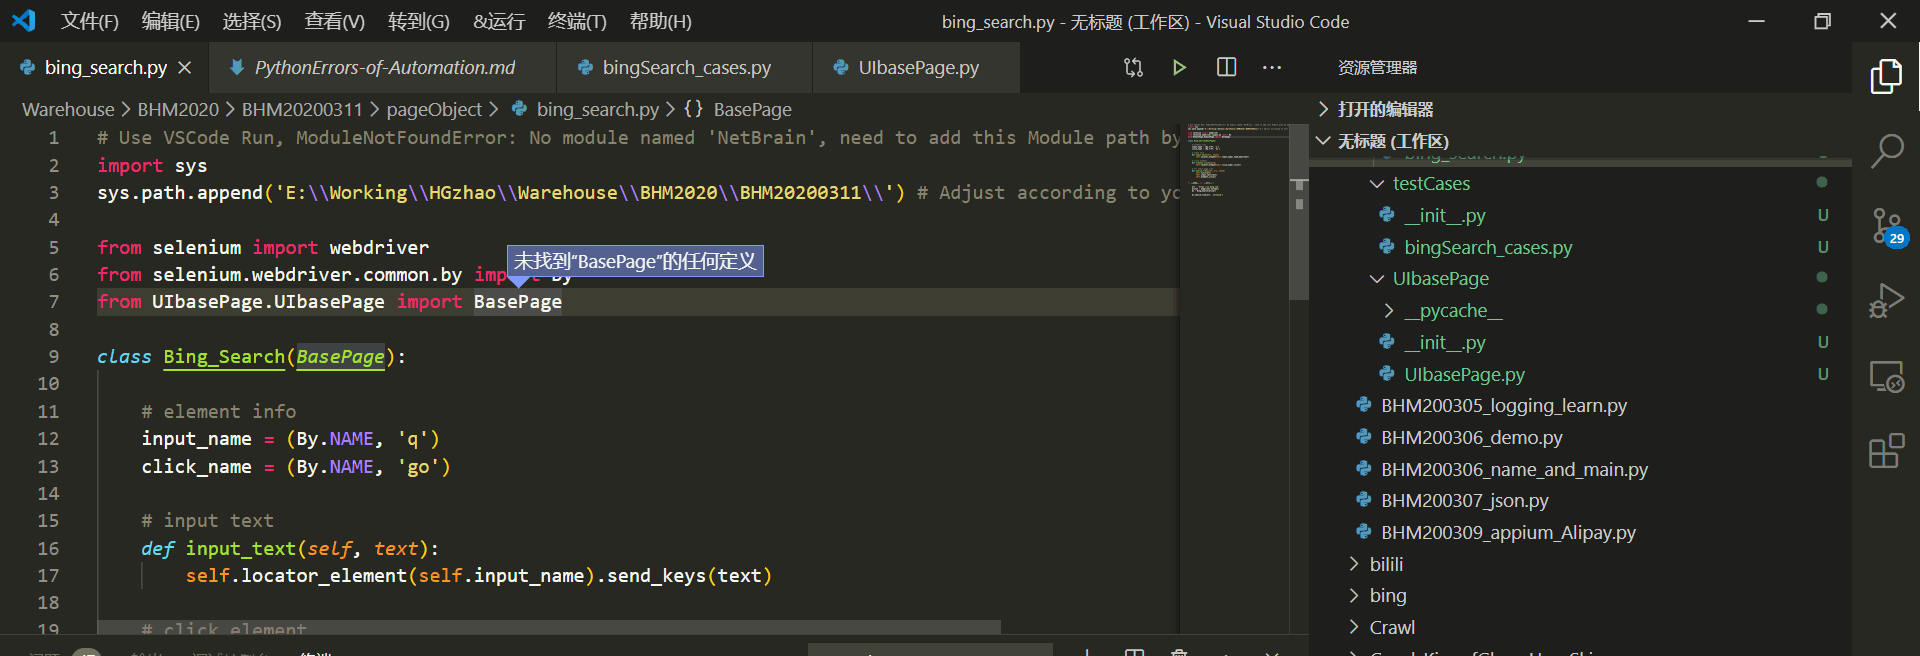 文件(F) 编辑(E) 选择(S) 查看(V) 转到(G) &运行 终端(T) 帮助(H) bing_search.py - 无标题 (工作区) - Visual Studio Code
bing_search.py PythonErrors-of-Automation.md bingSearch_cases.py UIbasePage.py
Warehouse > BHM2020 > BHM20200311 > pageObject > bing_search.py > {} BasePage
1 # Use VSCode Run, ModuleNotFoundError: No module named 'NetBrain', need to add this Module path by
2 import sys
3 sys.path.append('E:\\Working\\HGzhao\\Warehouse\\BHM2020\\BHM20200311\\') # Adjust according to yo
4
5 from selenium import webdriver
未找到“BasePage”的任何定义
6 from selenium.webdriver.common.by import By
7 from UIbasePage.UIbasePage import BasePage
8
9 class Bing_Search(BasePage):
10
11 # element info
12 input_name = (By.NAME, 'q')
13 click_name = (By.NAME, 'go')
14
15 # input text
16 def input_text(self, text):
17 self.locator_element(self.input_name).send_keys(text)
18
19 # click element
资源管理器
打开的编辑器
无标题 (工作区)
bing_search.py
testCases
__init__.py U
bingSearch_cases.py U
UIbasePage
__pycache__
__init__.py U
UIbasePage.py U
BHM200305_logging_learn.py
BHM200306_demo.py
BHM200306_name_and_main.py
BHM200307_json.py
BHM200309_appium_Alipay.py
bilili
bing
Crawl
29